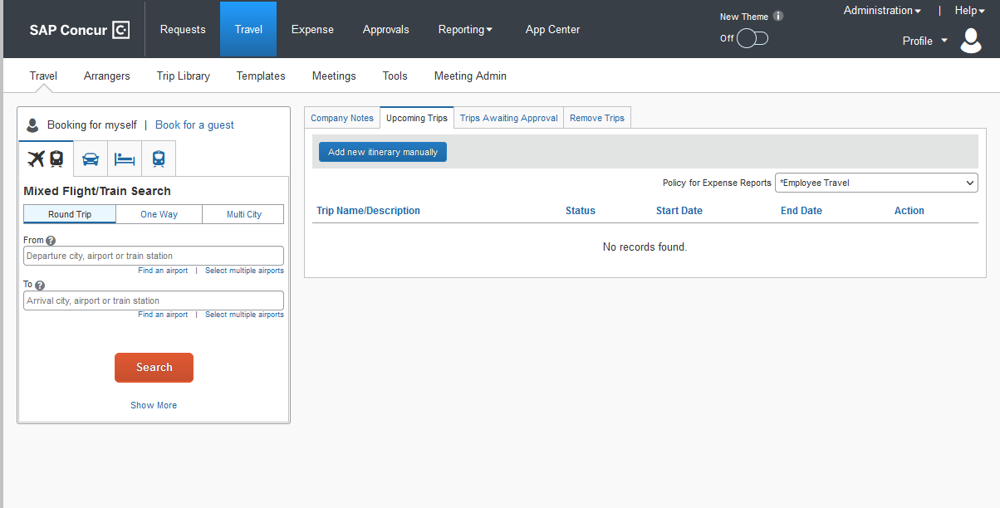 SAP Concur C
Requests
Travel
Expense
Approvals
Reporting
App Center
New Theme
Off
Administration | Help
Profile
Travel
Arrangers
Trip Library
Templates
Meetings
Tools
Meeting Admin
Booking for myself | Book for a guest
Mixed Flight/Train Search
Round Trip
One Way
Multi City
From ?
Departure city, airport or train station
Find an airport | Select multiple airports
To ?
Arrival city, airport or train station
Find an airport | Select multiple airports
Search
Show More
Company Notes
Upcoming Trips
Trips Awaiting Approval
Remove Trips
Add new itinerary manually
Policy for Expense Reports *Employee Travel
Trip Name/Description
Status
Start Date
End Date
Action
No records found.